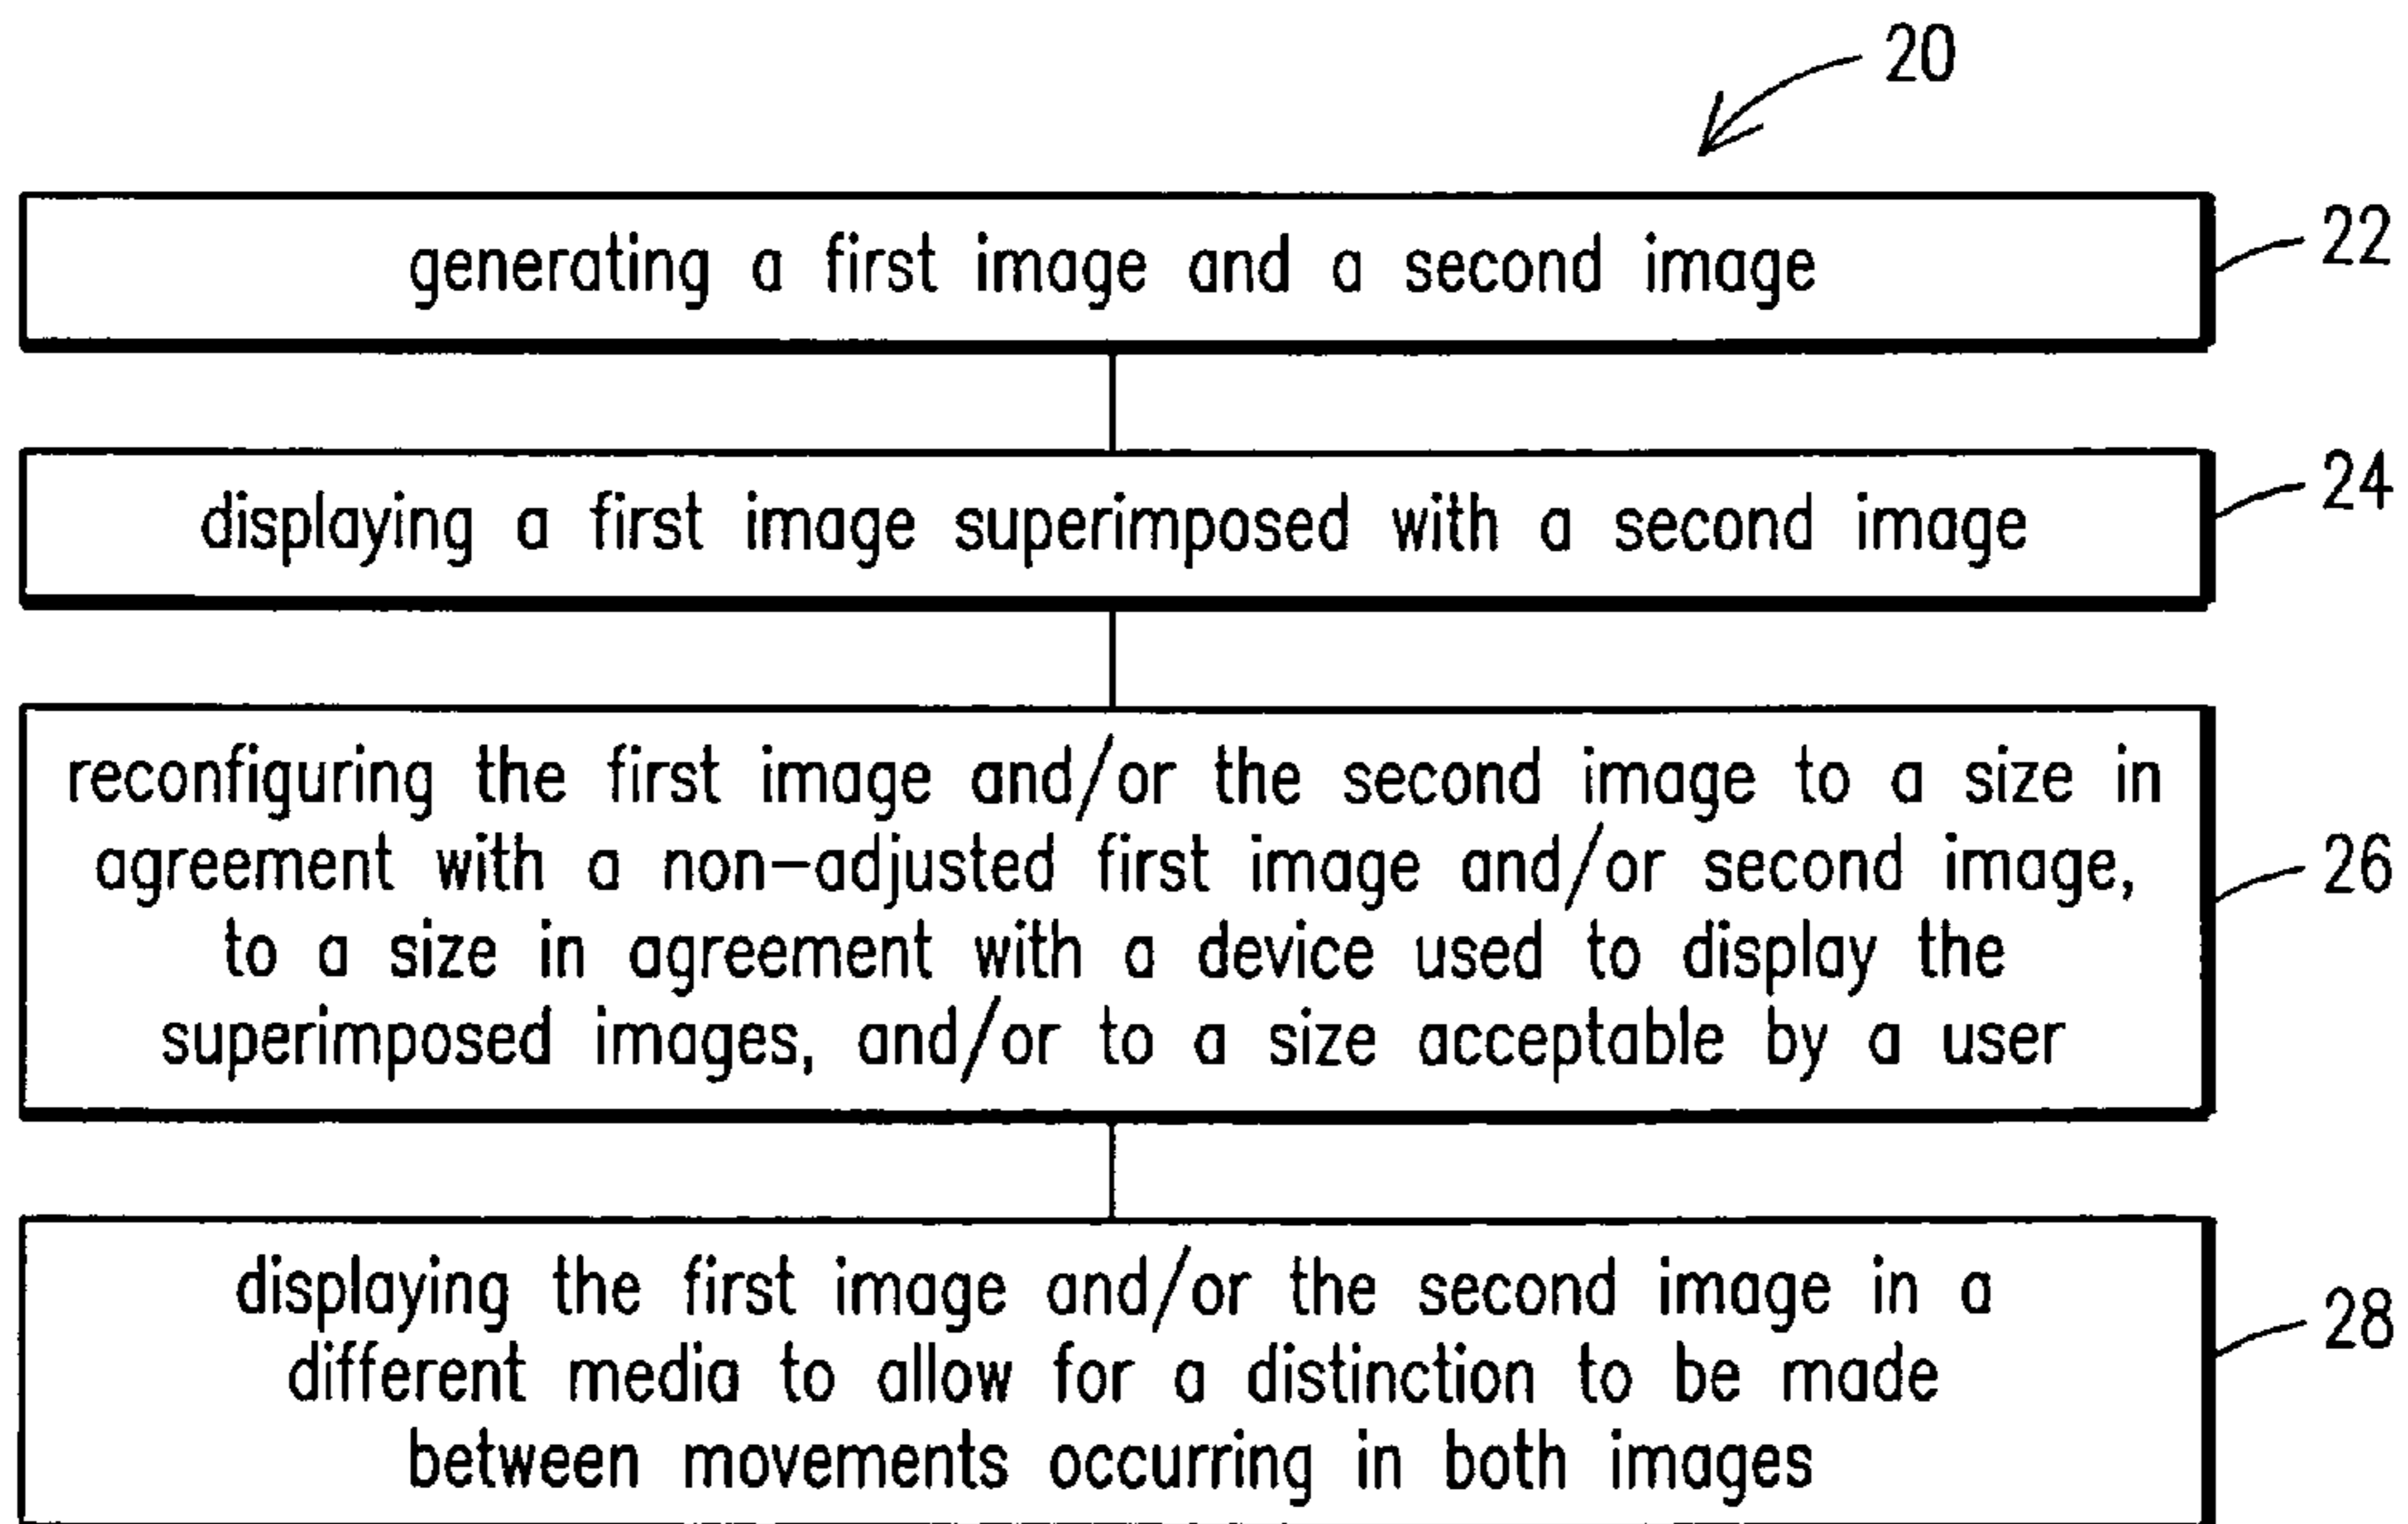 20
generating a first image and a second image
22
displaying a first image superimposed with a second image
24
reconfiguring the first image and/or the second image to a size in
agreement with a non-adjusted first image and/or second image,
to a size in agreement with a device used to display the
superimposed images, and/or to a size acceptable by a user
26
displaying the first image and/or the second image in a
different media to allow for a distinction to be made
between movements occurring in both images
28